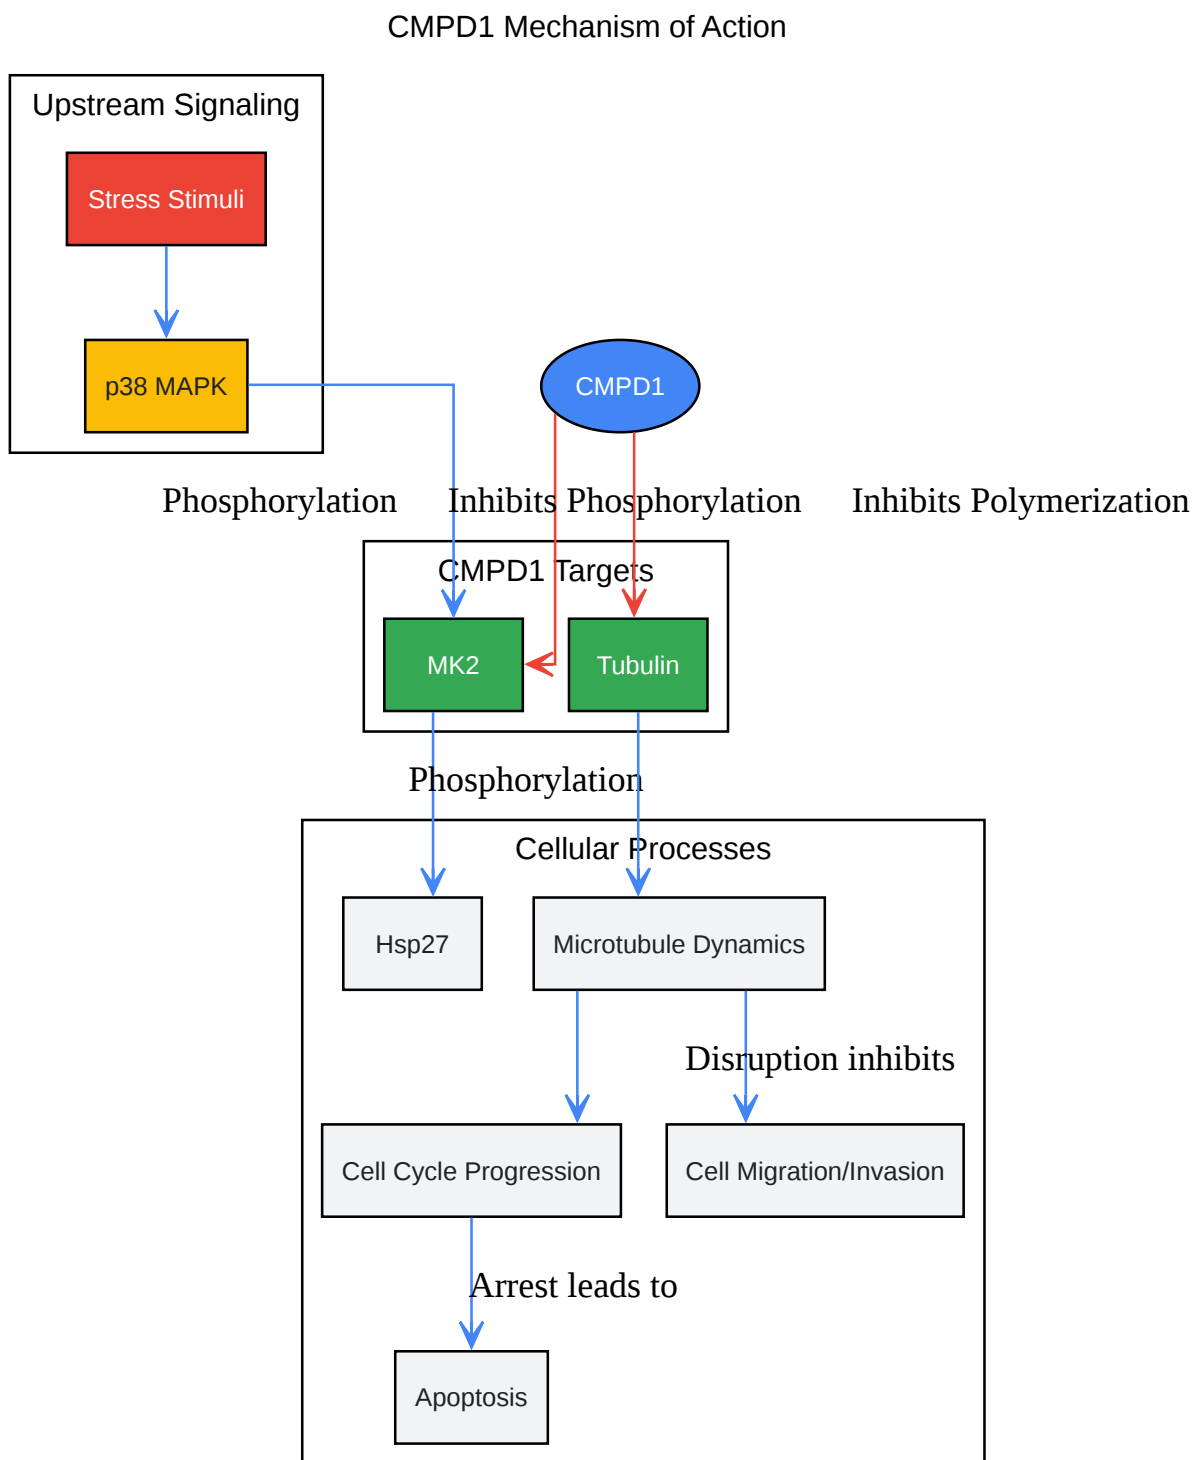 CMPD1 Mechanism of Action
Upstream Signaling
Stress Stimuli
p38 MAPK
CMPD1
Phosphorylation
Inhibits Phosphorylation
Inhibits Polymerization
CMPD1 Targets
MK2
Tubulin
Phosphorylation
Cellular Processes
Hsp27
Microtubule Dynamics
Disruption inhibits
Cell Cycle Progression
Cell Migration/Invasion
Arrest leads to
Apoptosis